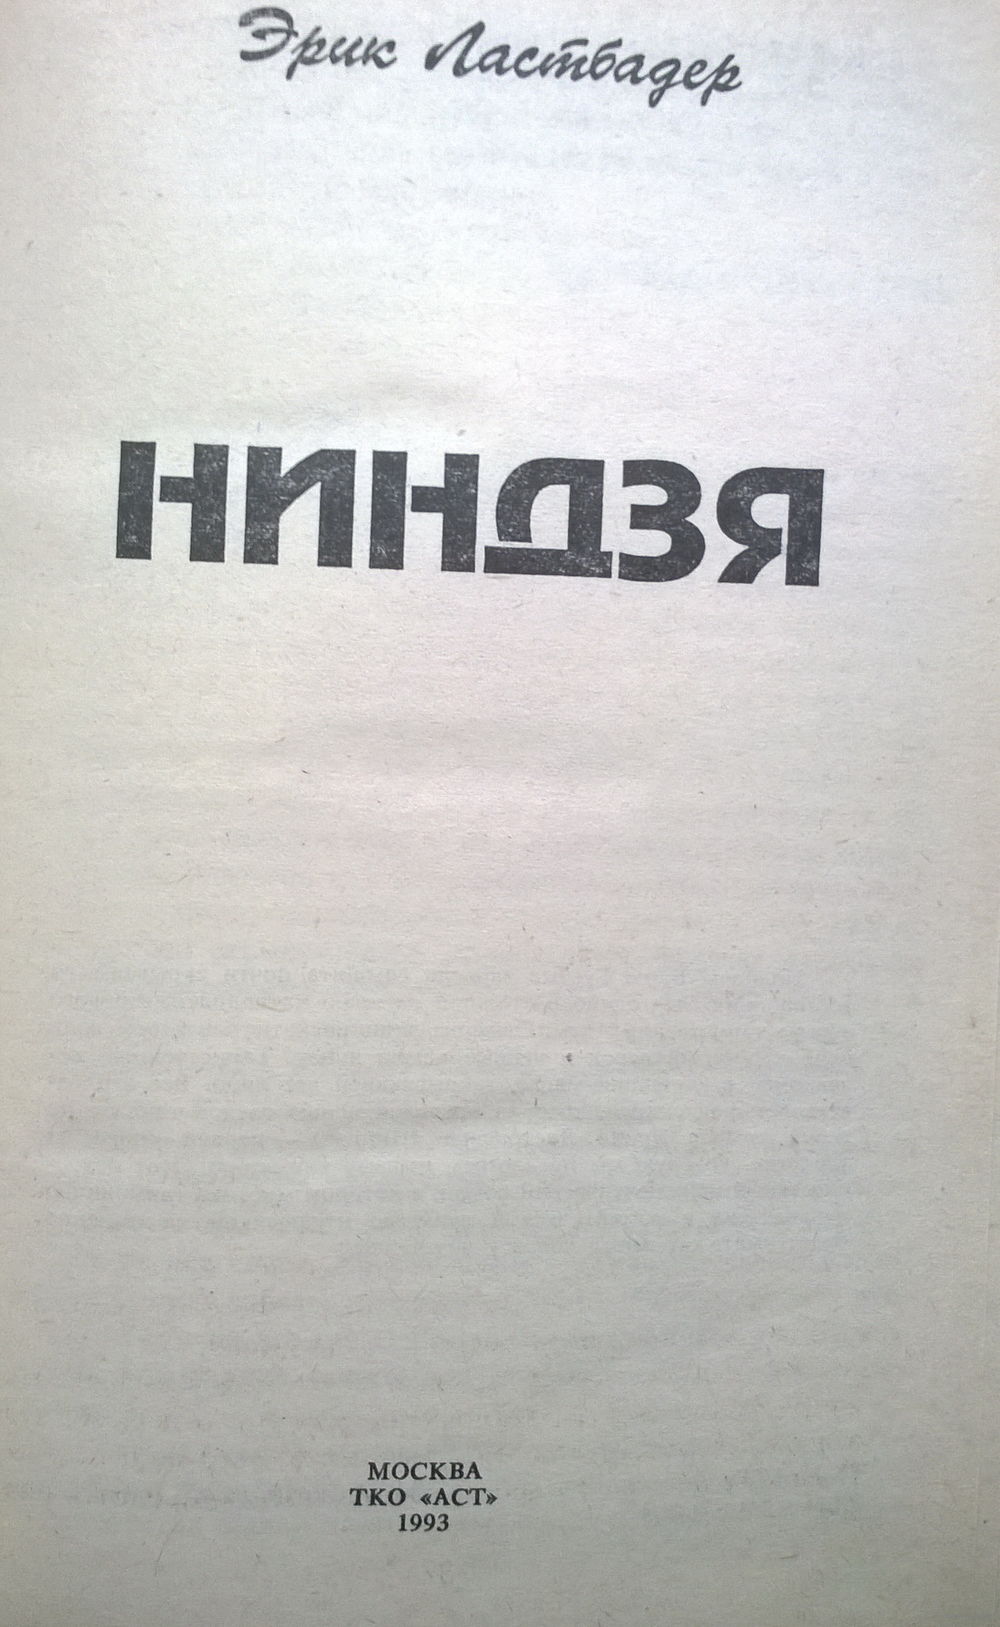 Эрик Ластбадер
НИНДЗЯ
МОСКВА
ТКО «АСТ»
1993